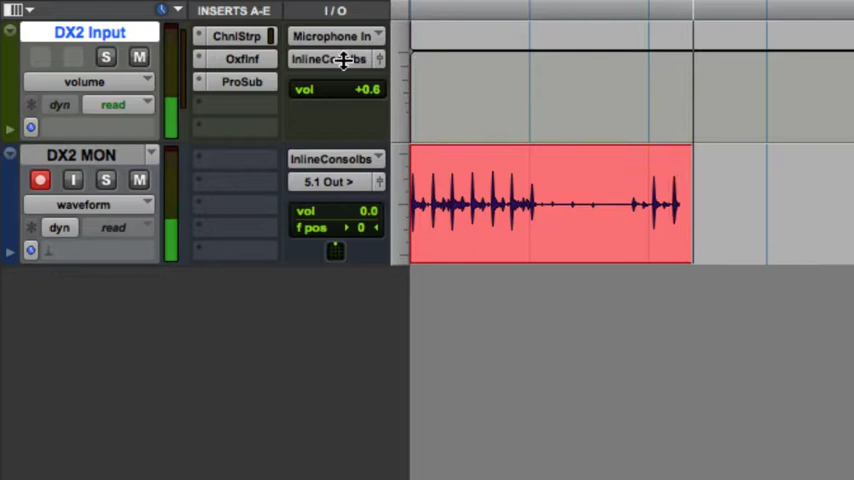 INSERTS A-E
I / O
DX2 Input
ChnlStrp
Microphone In
S
M
OxfInf
volume
ProSub
vol +0.6
dyn
read
DX2 MON
InlineConsolbs
I
S
M
5.1 Out >
waveform
vol 0.0
dyn
read
f pos 0